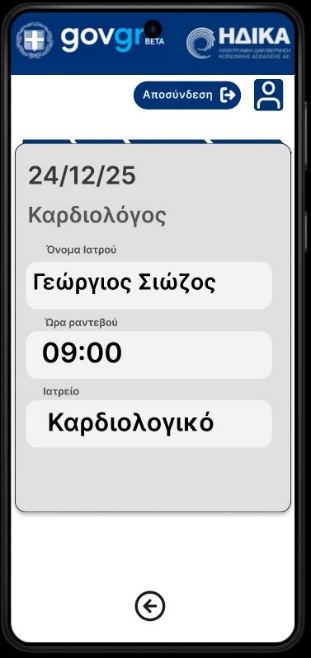 govgr BETA ΗΔΙΚΑ
ΗΛΕΚΤΡΟΝΙΚΗ ΔΙΑΚΥΒΕΡΝΗΣΗ
ΚΟΙΝΩΝΙΚΗΣ ΑΣΦΑΛΙΣΗΣ Α.Ε.
Αποσύνδεση
24/12/25
Καρδιολόγος
Όνομα Ιατρού
Γεώργιος Σιώζος
Ώρα ραντεβού
09:00
Ιατρείο
Καρδιολογικό